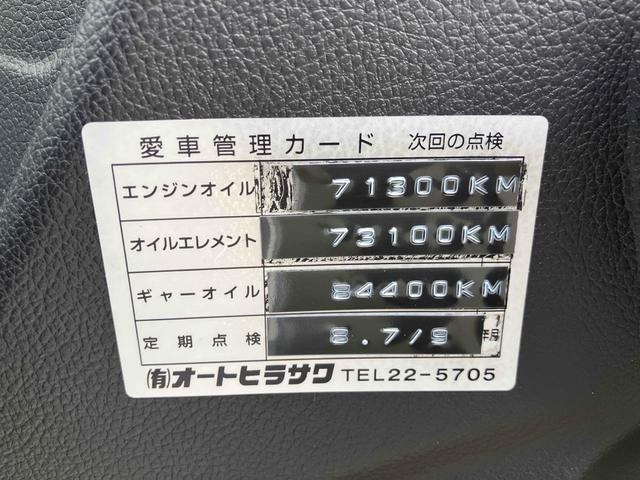 愛車管理カード 次回の点検
エンジンオイル 71300KM
オイルエレメント 73100KM
ギャーオイル 84400KM
定期点検 8.7/9
(有)オートヒラサワ TEL22-5705